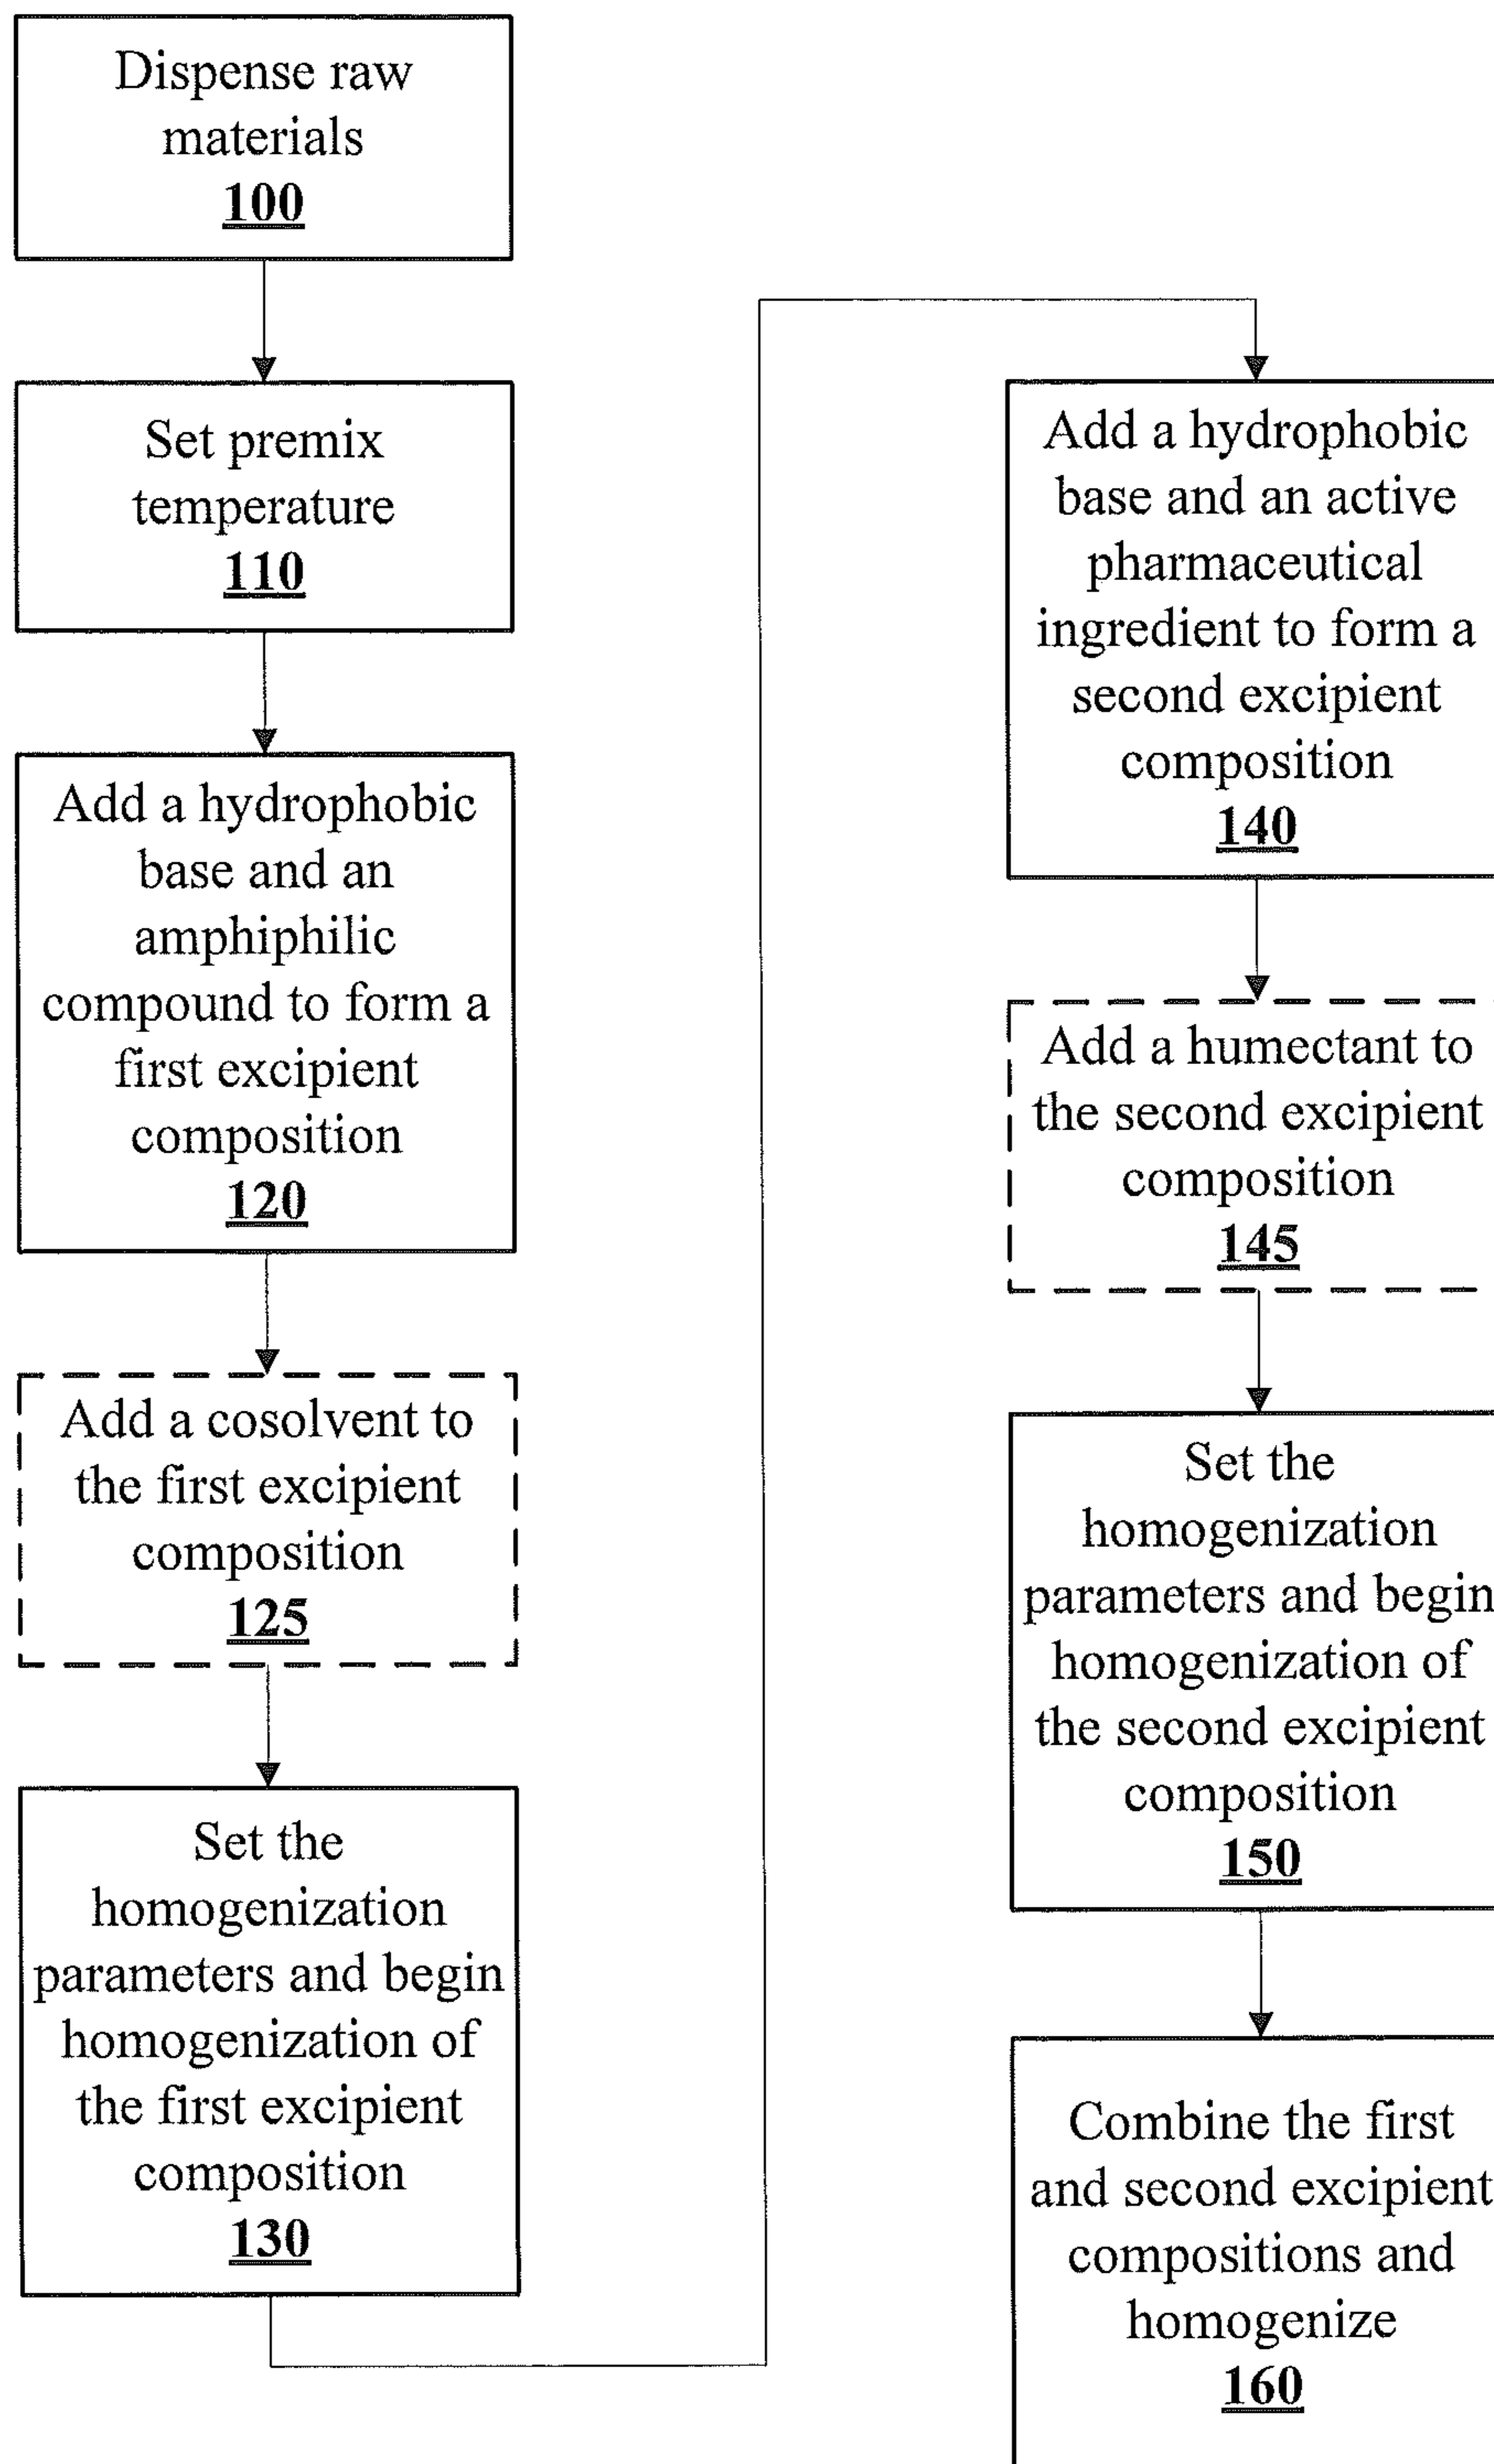 Dispense raw
materials
100
Set premix
temperature
110
Add a hydrophobic
base and an
amphiphilic
compound to form a
first excipient
composition
120
Add a cosolvent to
the first excipient
composition
125
Set the
homogenization
parameters and begin
homogenization of
the first excipient
composition
130
Add a hydrophobic
base and an active
pharmaceutical
ingredient to form a
second excipient
composition
140
Add a humectant to
the second excipient
composition
145
Set the
homogenization
parameters and begin
homogenization of
the second excipient
composition
150
Combine the first
and second excipient
compositions and
homogenize
160